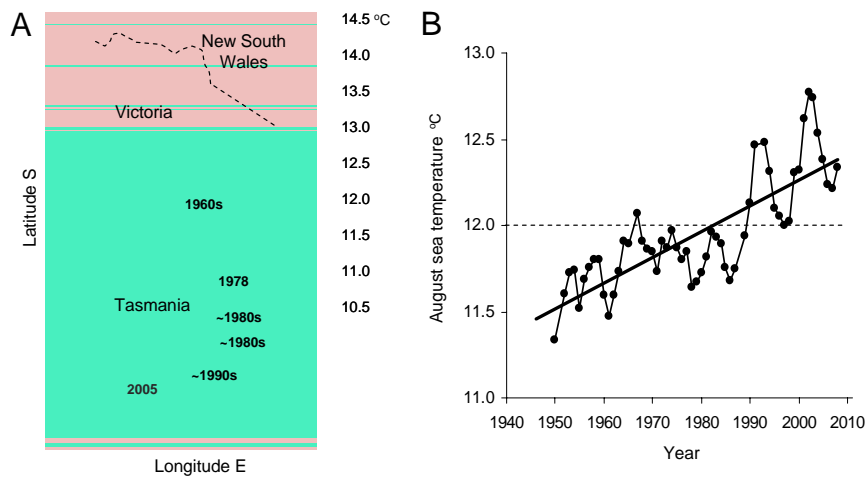 A
14.5 ºC
New South
Wales
14.0
13.5
Victoria
13.0
12.5
12.0
1960s
11.5
11.0
1978
10.5
Tasmania
~1980s
~1980s
~1990s
2005
Latitude S
Longitude E
B
13.0
12.5
12.0
11.5
11.0
August sea temperature ºC
1940 1950 1960 1970 1980 1990 2000 2010
Year